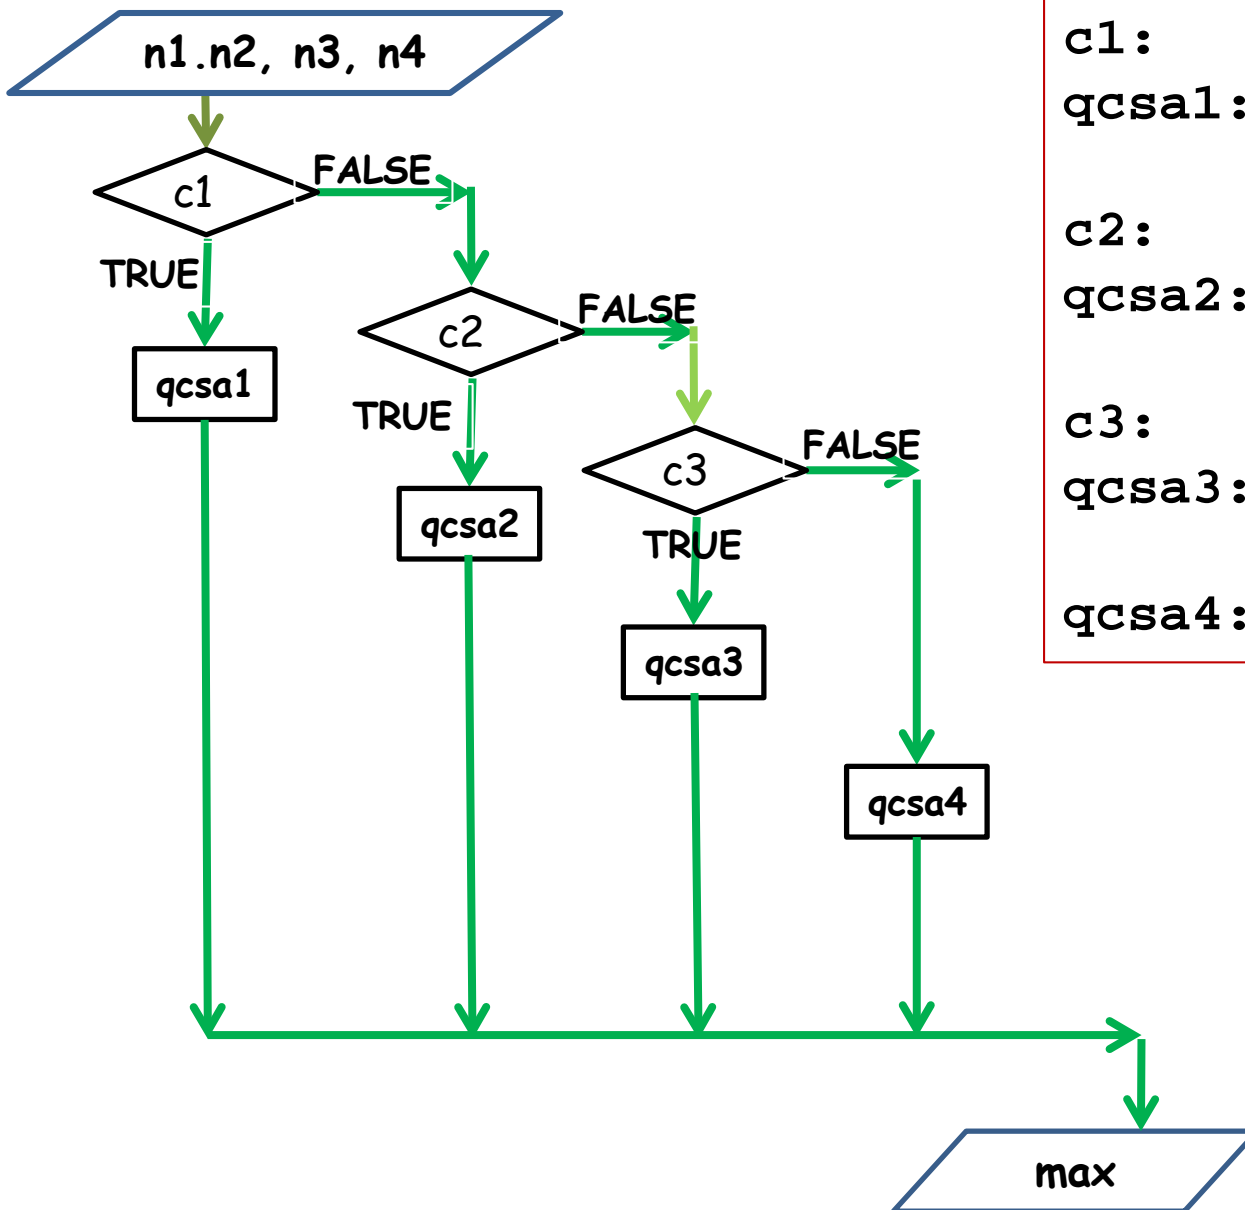 n1.n2, n3, n4
c1
FALSE
TRUE
qcsa1
c2
FALSE
TRUE
qcsa2
c3
FALSE
TRUE
qcsa3
qcsa4
max
c1:
qcsa1:
c2:
qcsa2:
c3:
qcsa3:
qcsa4: